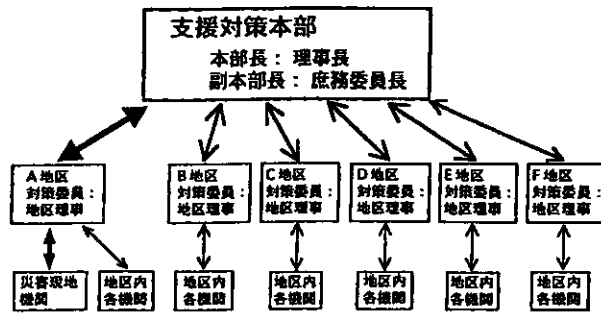 支援対策本部
本部長：理事長
副本部長：庶務委員長
A地区
対策委員：
地区理事
B地区
対策委員：
地区理事
C地区
対策委員：
地区理事
D地区
対策委員：
地区理事
E地区
対策委員：
地区理事
F地区
対策委員：
地区理事
災害現地
機関
地区内
各機関
地区内
各機関
地区内
各機関
地区内
各機関
地区内
各機関
地区内
各機関